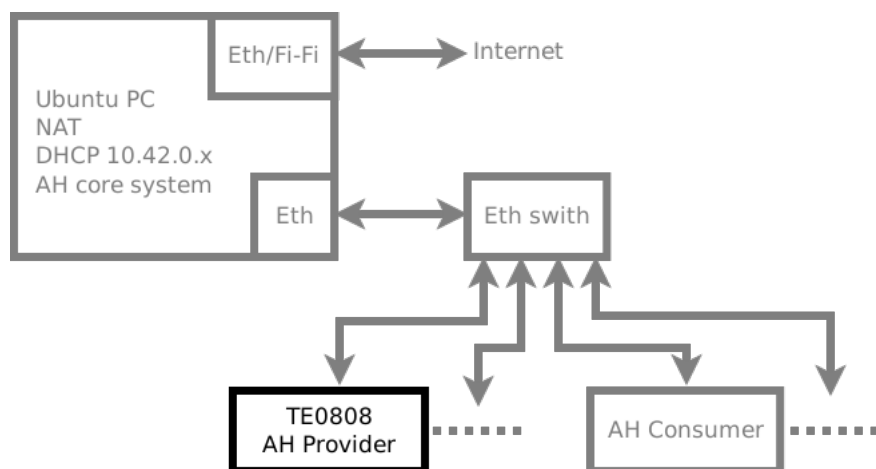 Eth/Fi-Fi
Internet
Ubuntu PC
NAT
DHCP 10.42.0.x
AH core system
Eth
Eth swith
TE0808
AH Provider
AH Consumer